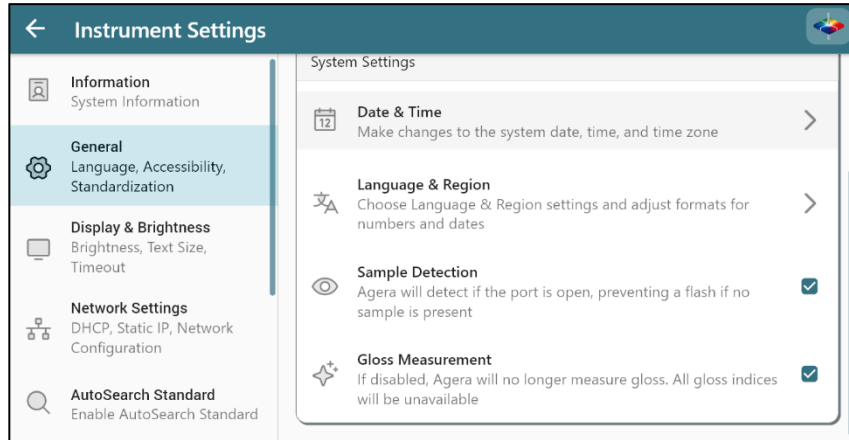 Instrument Settings
Information
System Information
General
Language, Accessibility,
Standardization
Display & Brightness
Brightness, Text Size,
Timeout
Network Settings
DHCP, Static IP, Network
Configuration
AutoSearch Standard
Enable AutoSearch Standard
System Settings
12
Date & Time
Make changes to the system date, time, and time zone
Language & Region
Choose Language & Region settings and adjust formats for
numbers and dates
Sample Detection
Agera will detect if the port is open, preventing a flash if no
sample is present
Gloss Measurement
If disabled, Agera will no longer measure gloss. All gloss indices
will be unavailable